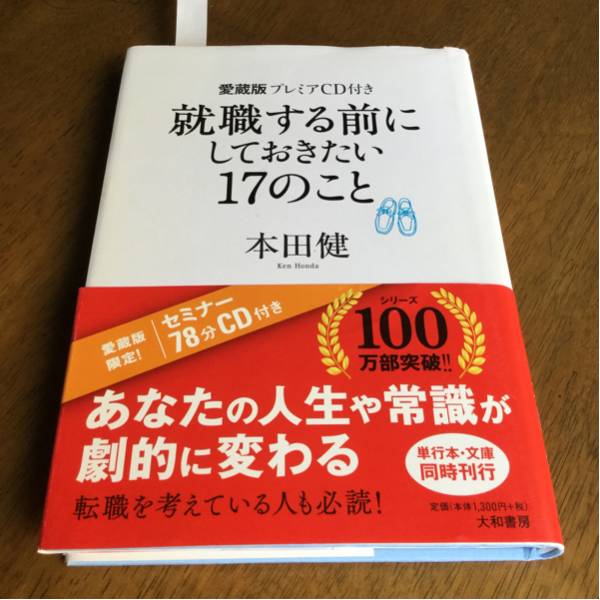 愛蔵版 プレミアCD付き
就職する前に
しておきたい
17のこと
本田健
Ken Honda
愛蔵版
限定!
セミナー
78分CD付き
シリーズ
100
万部突破!!
あなたの人生や常識が
劇的に変わる
転職を考えている人も必読!
単行本・文庫
同時刊行
定価(本体1,300円+税)
大和書房